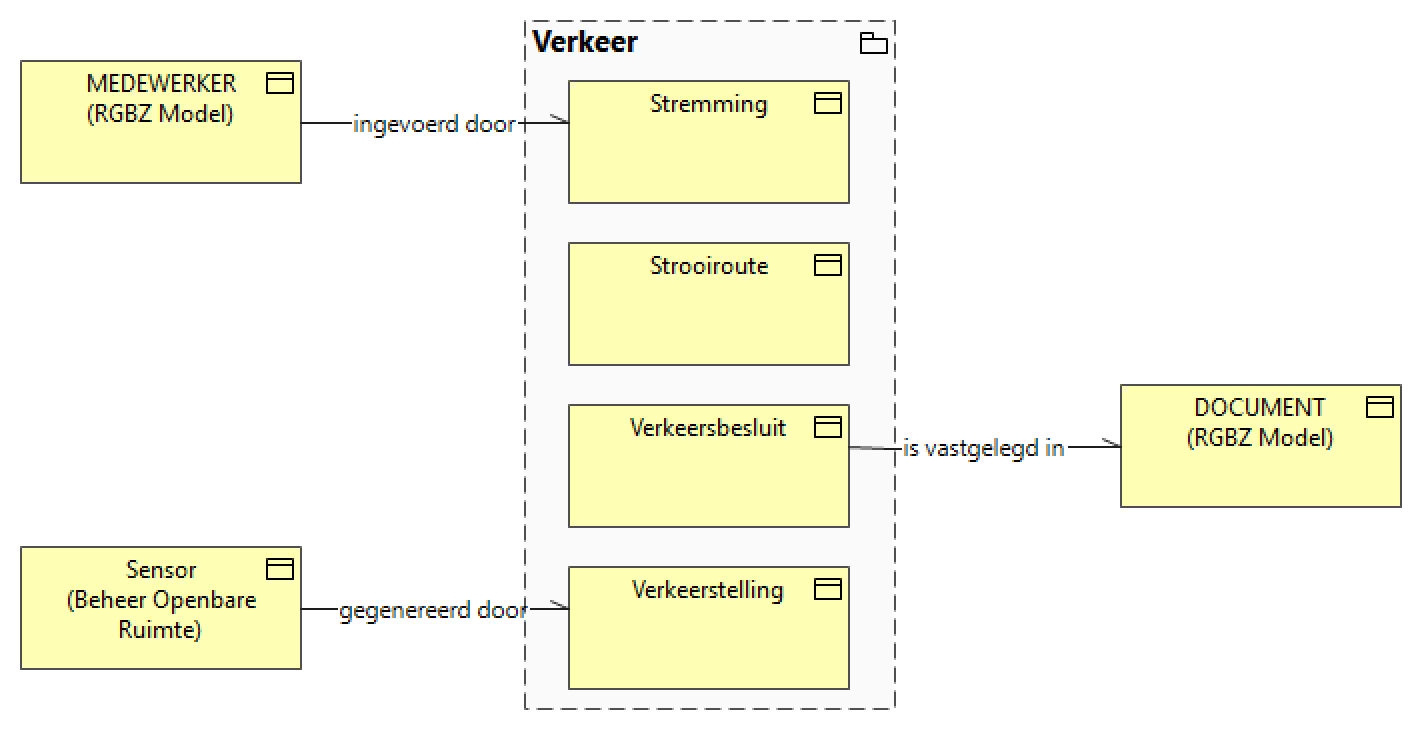 Verkeer
MEDEWERKER
(RGBZ Model)
ingevoerd door
Stremming
Strooiroute
Verkeersbesluit
is vastgelegd in
DOCUMENT
(RGBZ Model)
Sensor
(Beheer Openbare
Ruimte)
gegenereerd door
Verkeerstelling